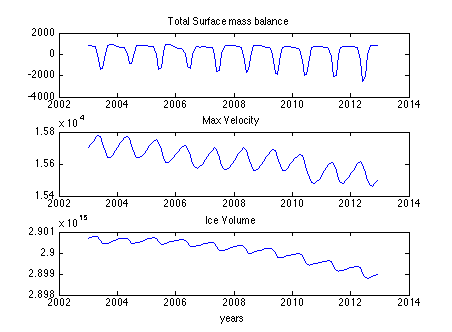 Total Surface mass balance
2000
0
-2000
-4000
2002 2004 2006 2008 2010 2012 2014
x 10^4
Max Velocity
1.58
1.56
1.54
2002 2004 2006 2008 2010 2012 2014
x 10^15
Ice Volume
2.901
2.9
2.899
2.898
2002 2004 2006 2008 2010 2012 2014
years